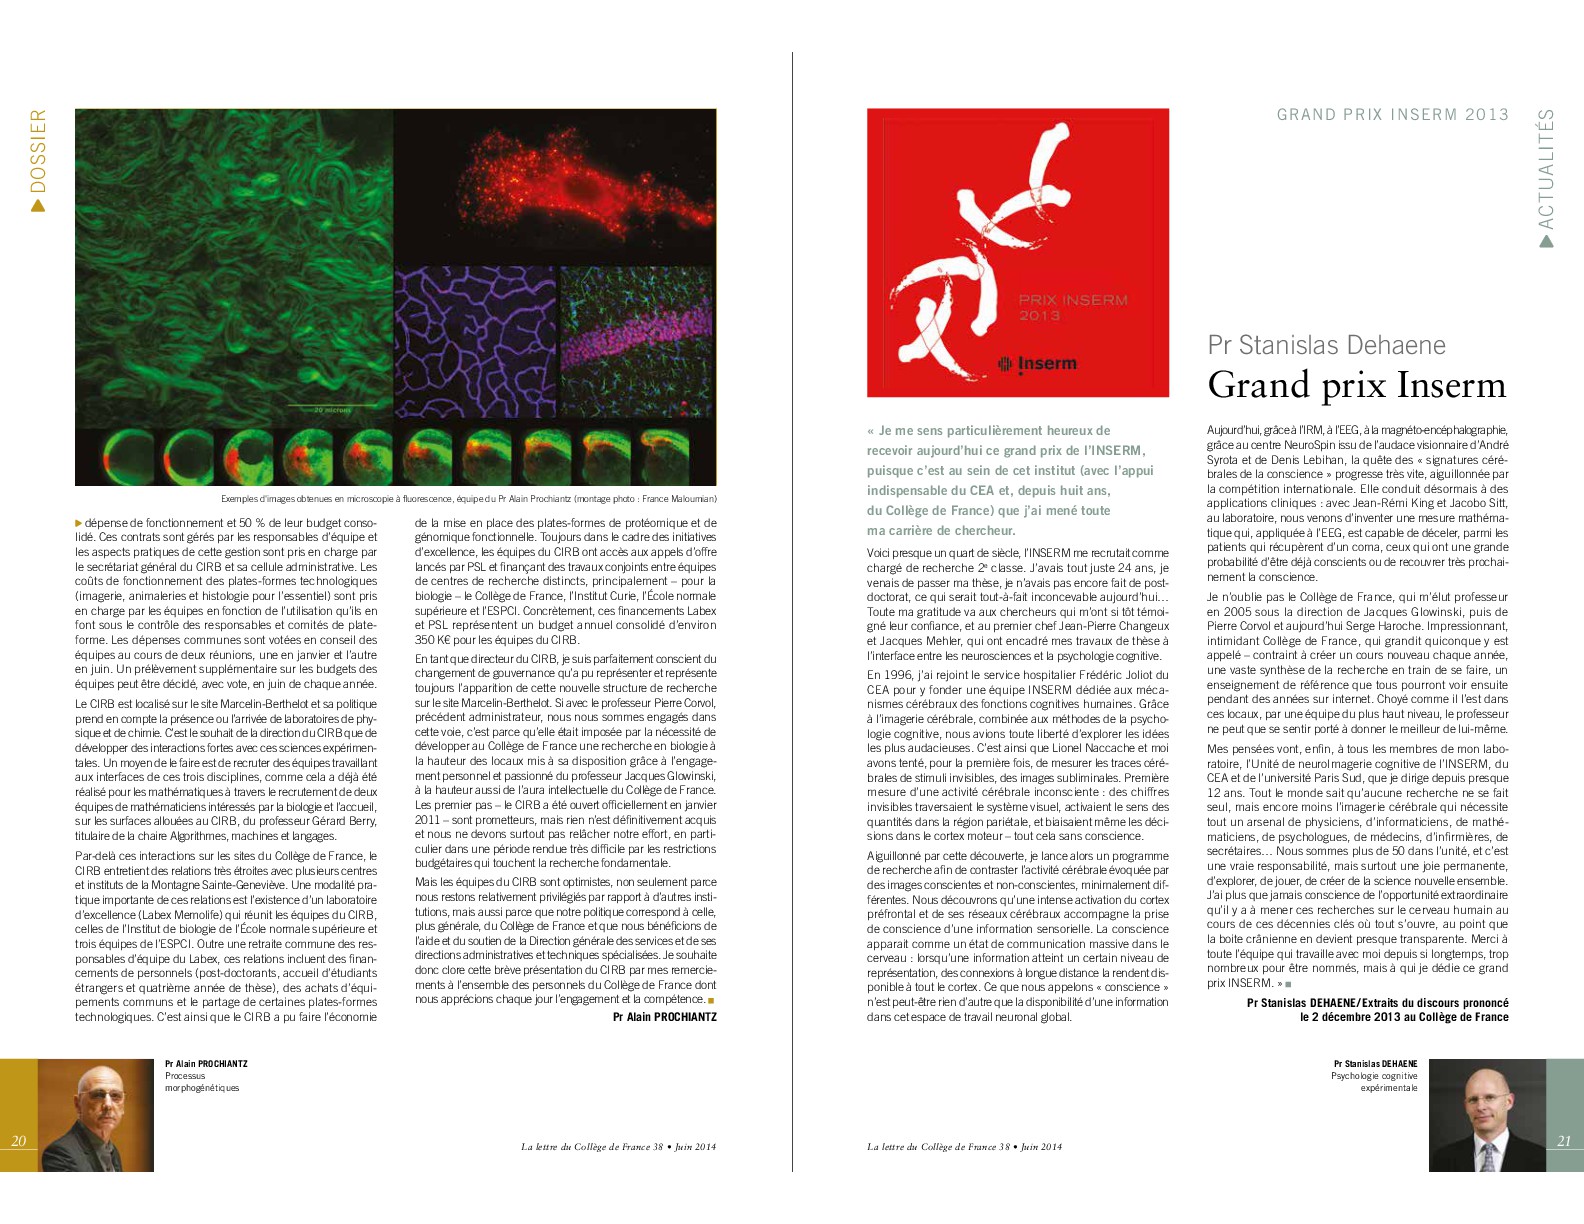 DOSSIER
20 microns
Exemples d'images obtenues en microscopie à fluorescence, équipe du Pr Alain Prochiantz (montage photo : France Maloumian)
dépense de fonctionnement et 50 % de leur budget conso-
lidé. Ces contrats sont gérés par les responsables d'équipe et
les aspects pratiques de cette gestion sont pris en charge par
le secrétariat général du CIRB et sa cellule administrative. Les
coûts de fonctionnement des plates-formes technologiques
(imagerie, animaleries et histologie pour l'essentiel) sont pris
en charge par les équipes en fonction de l'utilisation qu'ils en
font sous le contrôle des responsables et comités de plate-
forme. Les dépenses communes sont votées en conseil des
équipes au cours de deux réunions, une en janvier et l'autre
en juin. Un prélèvement supplémentaire sur les budgets des
équipes peut être décidé, avec vote, en juin de chaque année.
Le CIRB est localisé sur le site Marcelin-Berthelot et sa politique
prend en compte la présence ou l'arrivée de laboratoires de phy-
sique et de chimie. C'est le souhait de la direction du CIRB que de
développer des interactions fortes avec ces sciences expérimen-
tales. Un moyen de le faire est de recruter des équipes travaillant
aux interfaces de ces trois disciplines, comme cela a déjà été
réalisé pour les mathématiques à travers le recrutement de deux
équipes de mathématiciens intéressés par la biologie et l'accueil,
sur les surfaces allouées au CIRB, du professeur Gérard Berry,
titulaire de la chaire Algorithmes, machines et langages.
Par-delà ces interactions sur les sites du Collège de France, le
CIRB entretient des relations très étroites avec plusieurs centres
et instituts de la Montagne Sainte-Geneviève. Une modalité pra-
tique importante de ces relations est l'existence d'un laboratoire
d'excellence (Labex Memolife) qui réunit les équipes du CIRB,
celles de l'Institut de biologie de l'École normale supérieure et
trois équipes de l'ESPCI. Outre une retraite commune des res-
ponsables d'équipe du Labex, ces relations incluent des finan-
cements de personnels (post-doctorants, accueil d'étudiants
étrangers et quatrième année de thèse), des achats d'équi-
pements communs et le partage de certaines plates-formes
technologiques. C'est ainsi que le CIRB a pu faire l'économie
de la mise en place des plates-formes de protéomique et de
génomique fonctionnelle. Toujours dans le cadre des initiatives
d'excellence, les équipes du CIRB ont accès aux appels d'offre
lancés par PSL et finançant des travaux conjoints entre équipes
de centres de recherche distincts, principalement – pour la
biologie – le Collège de France, l'Institut Curie, l'École normale
supérieure et l'ESPCI. Concrètement, ces financements Labex
et PSL représentent un budget annuel consolidé d'environ
350 K€ pour les équipes du CIRB.
En tant que directeur du CIRB, je suis parfaitement conscient du
changement de gouvernance qu'a pu représenter et représente
toujours l'apparition de cette nouvelle structure de recherche
sur le site Marcelin-Berthelot. Si avec le professeur Pierre Corvol,
précédent administrateur, nous nous sommes engagés dans
cette voie, c'est parce qu'elle était imposée par la nécessité de
développer au Collège de France une recherche en biologie à
la hauteur des locaux mis à sa disposition grâce à l'engage-
ment personnel et passionné du professeur Jacques Glowinski,
à la hauteur aussi de l'aura intellectuelle du Collège de France.
Les premier pas – le CIRB a été ouvert officiellement en janvier
2011 – sont prometteurs, mais rien n'est définitivement acquis
et nous ne devons surtout pas relâcher notre effort, en parti-
culier dans une période rendue très difficile par les restrictions
budgétaires qui touchent la recherche fondamentale.
Mais les équipes du CIRB sont optimistes, non seulement parce
nous restons relativement privilégiés par rapport à d'autres insti-
tutions, mais aussi parce que notre politique correspond à celle,
plus générale, du Collège de France et que nous bénéficions de
l'aide et du soutien de la Direction générale des services et de ses
directions administratives et techniques spécialisées. Je souhaite
donc clore cette brève présentation du CIRB par mes remercie-
ments à l'ensemble des personnels du Collège de France dont
nous apprécions chaque jour l'engagement et la compétence.
Pr Alain PROCHIANTZ
Pr Alain PROCHIANTZ
Processus
morphogénétiques
20
La lettre du Collège de France 38 • Juin 2014
GRAND PRIX INSERM 2013
ACTUALITÉS
PRIX INSERM
2013
Inserm
Pr Stanislas Dehaene
Grand prix Inserm
« Je me sens particulièrement heureux de
recevoir aujourd'hui ce grand prix de l'INSERM,
puisque c'est au sein de cet institut (avec l'appui
indispensable du CEA et, depuis huit ans,
du Collège de France) que j'ai mené toute
ma carrière de chercheur.
Voici presque un quart de siècle, l'INSERM me recrutait comme
chargé de recherche 2e classe. J'avais tout juste 24 ans, je
venais de passer ma thèse, je n'avais pas encore fait de post-
doctorat, ce qui serait tout-à-fait inconcevable aujourd'hui…
Toute ma gratitude va aux chercheurs qui m'ont si tôt témoi-
gné leur confiance, et au premier chef Jean-Pierre Changeux
et Jacques Mehler, qui ont encadré mes travaux de thèse à
l'interface entre les neurosciences et la psychologie cognitive.
En 1996, j'ai rejoint le service hospitalier Frédéric Joliot du
CEA pour y fonder une équipe INSERM dédiée aux méca-
nismes cérébraux des fonctions cognitives humaines. Grâce
à l'imagerie cérébrale, combinée aux méthodes de la psycho-
logie cognitive, nous avions toute liberté d'explorer les idées
les plus audacieuses. C'est ainsi que Lionel Naccache et moi
avons tenté, pour la première fois, de mesurer les traces céré-
brales de stimuli invisibles, des images subliminales. Première
mesure d'une activité cérébrale inconsciente : des chiffres
invisibles traversaient le système visuel, activaient le sens des
quantités dans la région pariétale, et biaisaient même les déci-
sions dans le cortex moteur – tout cela sans conscience.
Aiguillonné par cette découverte, je lance alors un programme
de recherche afin de contraster l'activité cérébrale évoquée par
des images conscientes et non-conscientes, minimalement dif-
férentes. Nous découvrons qu'une intense activation du cortex
préfrontal et de ses réseaux cérébraux accompagne la prise
de conscience d'une information sensorielle. La conscience
apparait comme un état de communication massive dans le
cerveau : lorsqu'une information atteint un certain niveau de
représentation, des connexions à longue distance la rendent dis-
ponible à tout le cortex. Ce que nous appelons « conscience »
n'est peut-être rien d'autre que la disponibilité d'une information
dans cet espace de travail neuronal global.
Aujourd'hui, grâce à l'IRM, à l'EEG, à la magnéto-encéphalographie,
grâce au centre NeuroSpin issu de l'audace visionnaire d'André
Syrota et de Denis Lebihan, la quête des « signatures céré-
brales de la conscience » progresse très vite, aiguillonnée par
la compétition internationale. Elle conduit désormais à des
applications cliniques : avec Jean-Rémi King et Jacobo Sitt,
au laboratoire, nous venons d'inventer une mesure mathéma-
tique qui, appliquée à l'EEG, est capable de déceler, parmi les
patients qui récupèrent d'un coma, ceux qui ont une grande
probabilité d'être déjà conscients ou de recouvrer très prochai-
nement la conscience.
Je n'oublie pas le Collège de France, qui m'élut professeur
en 2005 sous la direction de Jacques Glowinski, puis de
Pierre Corvol et aujourd'hui Serge Haroche. Impressionnant,
intimidant Collège de France, qui grandit quiconque y est
appelé – contraint à créer un cours nouveau chaque année,
une vaste synthèse de la recherche en train de se faire, un
enseignement de référence que tous pourront voir ensuite
pendant des années sur internet. Choyé comme il l'est dans
ces locaux, par une équipe du plus haut niveau, le professeur
ne peut que se sentir porté à donner le meilleur de lui-même.
Mes pensées vont, enfin, à tous les membres de mon labo-
ratoire, l'Unité de neuroImagerie cognitive de l'INSERM, du
CEA et de l'université Paris Sud, que je dirige depuis presque
12 ans. Tout le monde sait qu'aucune recherche ne se fait
seul, mais encore moins l'imagerie cérébrale qui nécessite
tout un arsenal de physiciens, d'informaticiens, de mathé-
maticiens, de psychologues, de médecins, d'infirmières, de
secrétaires… Nous sommes plus de 50 dans l'unité, et c'est
une vraie responsabilité, mais surtout une joie permanente,
d'explorer, de jouer, de créer de la science nouvelle ensemble.
J'ai plus que jamais conscience de l'opportunité extraordinaire
qu'il y a à mener ces recherches sur le cerveau humain au
cours de ces décennies clés où tout s'ouvre, au point que
la boite crânienne en devient presque transparente. Merci à
toute l'équipe qui travaille avec moi depuis si longtemps, trop
nombreux pour être nommés, mais à qui je dédie ce grand
prix INSERM. »
Pr Stanislas DEHAENE/Extraits du discours prononcé
le 2 décembre 2013 au Collège de France
Pr Stanislas DEHAENE
Psychologie cognitive
expérimentale
La lettre du Collège de France 38 • Juin 2014
21